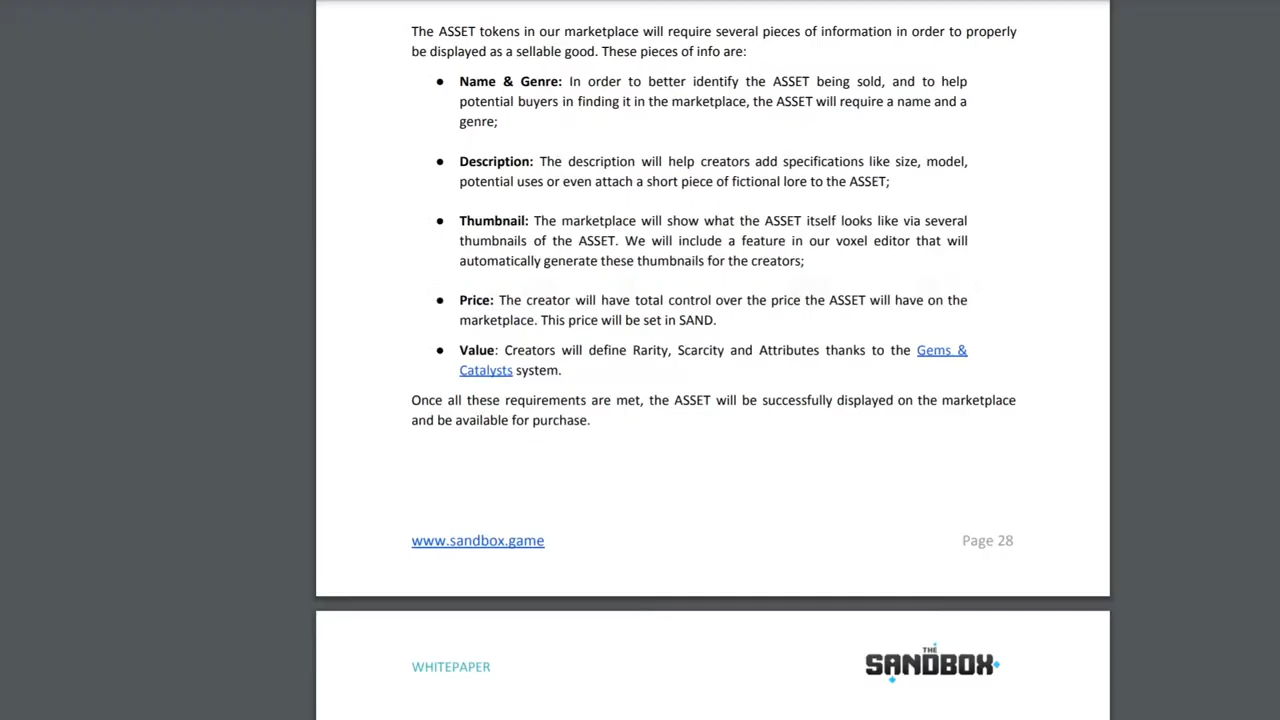 The ASSET tokens in our marketplace will require several pieces of information in order to properly
be displayed as a sellable good. These pieces of info are:
● Name & Genre: In order to better identify the ASSET being sold, and to help
potential buyers in finding it in the marketplace, the ASSET will require a name and a
genre;
● Description: The description will help creators add specifications like size, model,
potential uses or even attach a short piece of fictional lore to the ASSET;
● Thumbnail: The marketplace will show what the ASSET itself looks like via several
thumbnails of the ASSET. We will include a feature in our voxel editor that will
automatically generate these thumbnails for the creators;
● Price: The creator will have total control over the price the ASSET will have on the
marketplace. This price will be set in SAND.
● Value: Creators will define Rarity, Scarcity and Attributes thanks to the Gems &
Catalysts system.
Once all these requirements are met, the ASSET will be successfully displayed on the marketplace
and be available for purchase.
www.sandbox.game
Page 28
WHITEPAPER
THE
SANDBOX